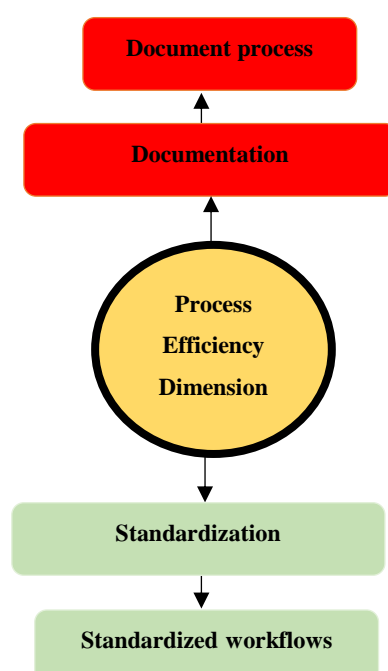 Document process
Documentation
Process
Efficiency
Dimension
Standardization
Standardized workflows